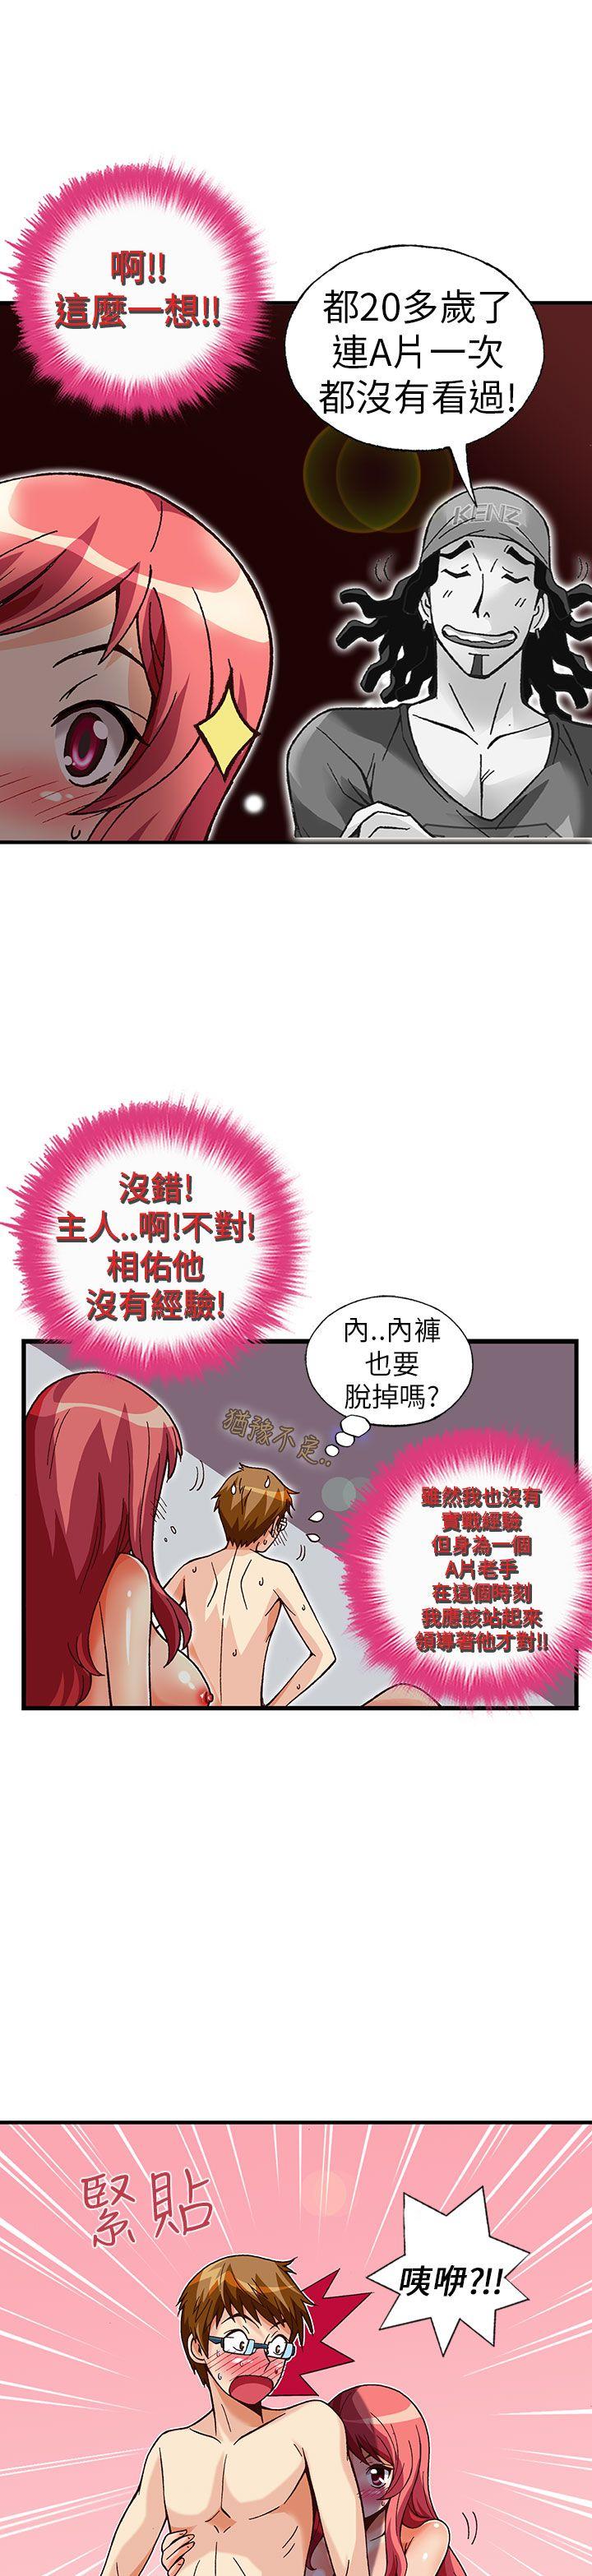 啊!!
這麼一想!!
都20多歲了
連A片一次
都沒有看過!
KENZ
沒錯!
主人..啊!不對!
相佑他
沒有經驗!
內..內褲
也要
脫掉嗎?
猶豫不定..
雖然我也沒有
實戰經驗
但身為一個
A片老手
在這個時刻
我應該站起來
領導著他才對!!
緊貼
咦咿?!!